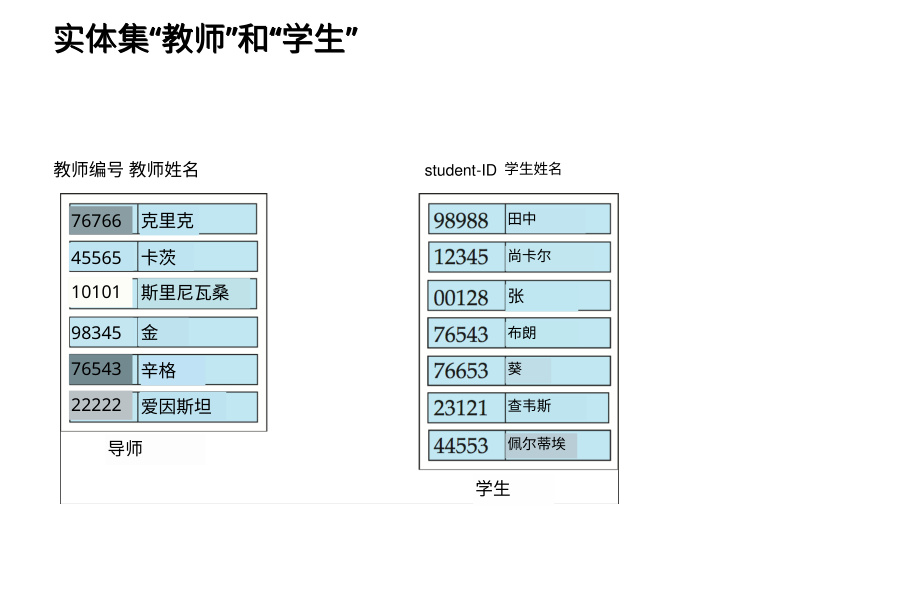 实体集“教师”和“学生”
教师编号 教师姓名
76766 克里克
45565 卡茨
10101 斯里尼瓦桑
98345 金
76543 辛格
22222 爱因斯坦
导师
student-ID 学生姓名
98988 田中
12345 尚卡尔
00128 张
76543 布朗
76653 葵
23121 查韦斯
44553 佩尔蒂埃
学生